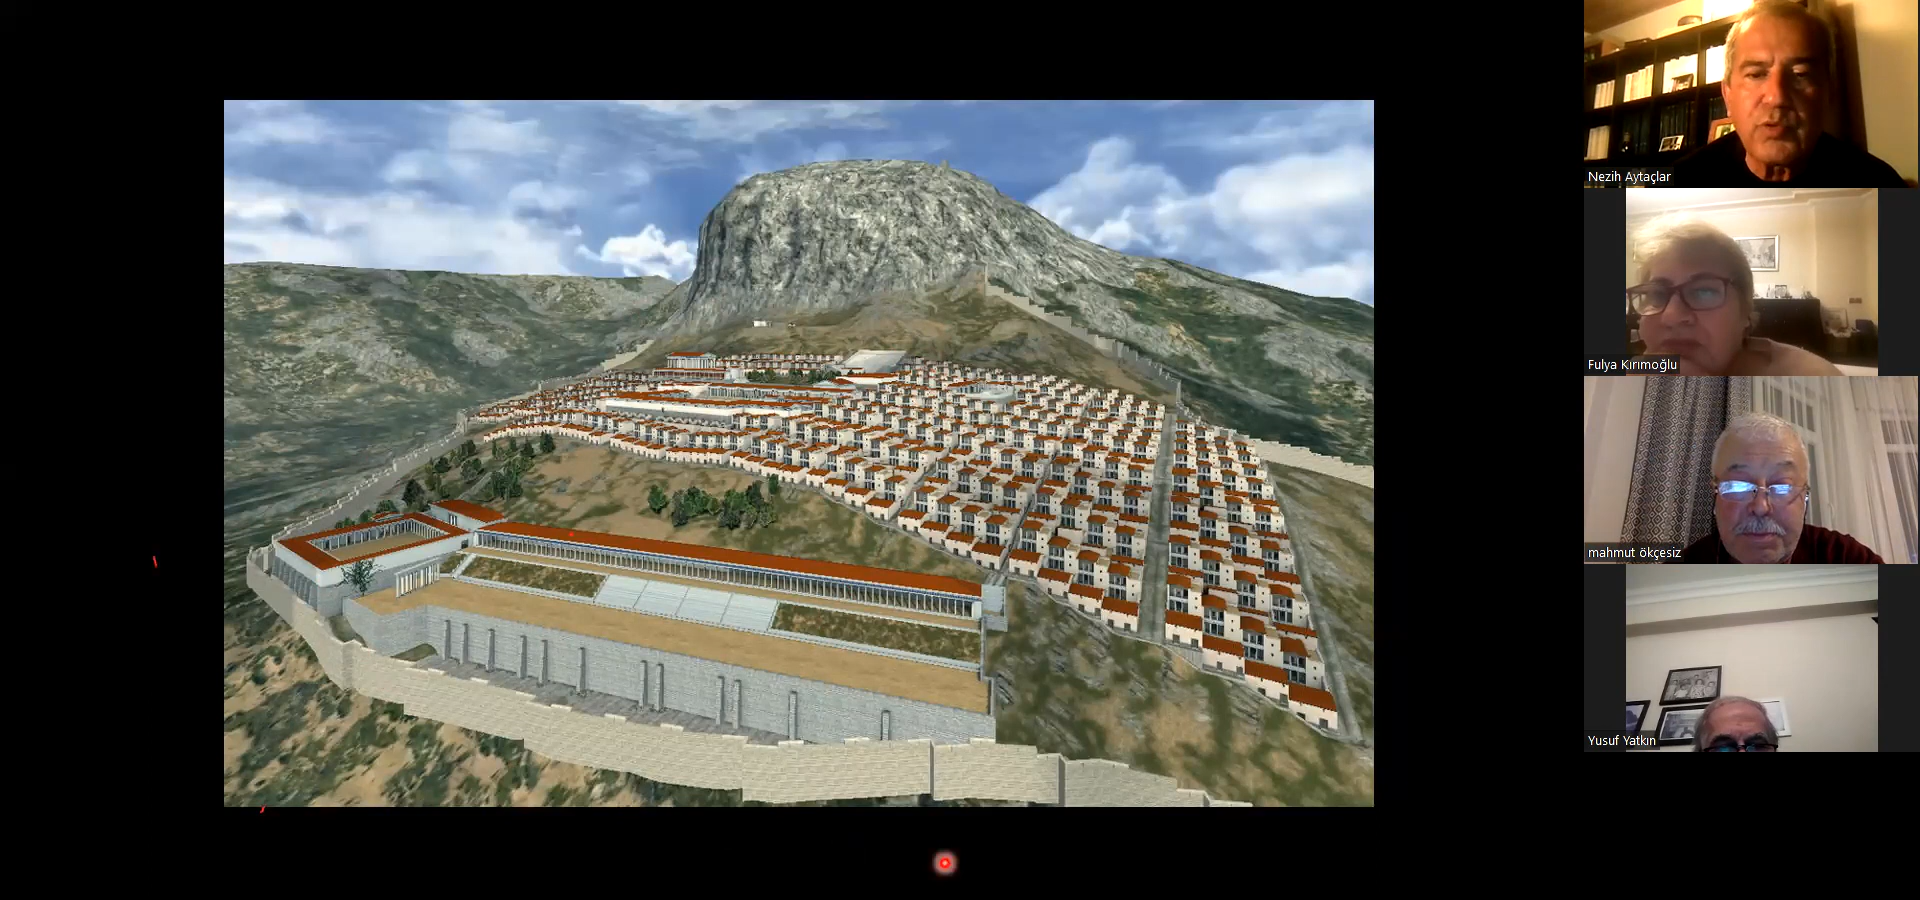 Nezih Aytaçlar
Fulya Kırımoğlu
mahmut ökçesiz
Yusuf Yatkın